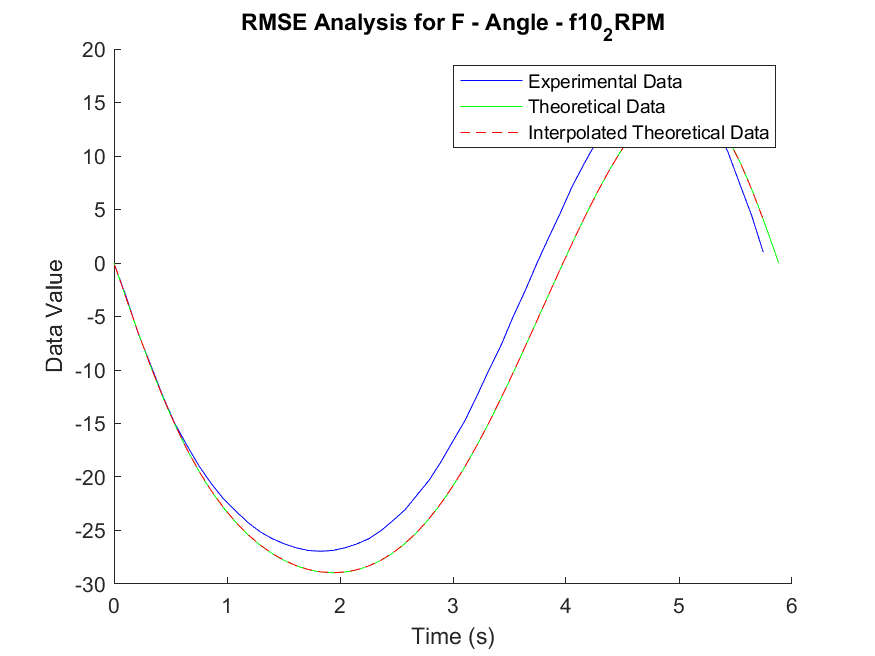 RMSE Analysis for F - Angle - f10₂RPM
20
15
10
5
0
-5
-10
-15
-20
-25
-30
Data Value
Experimental Data
Theoretical Data
Interpolated Theoretical Data
0 1 2 3 4 5 6
Time (s)